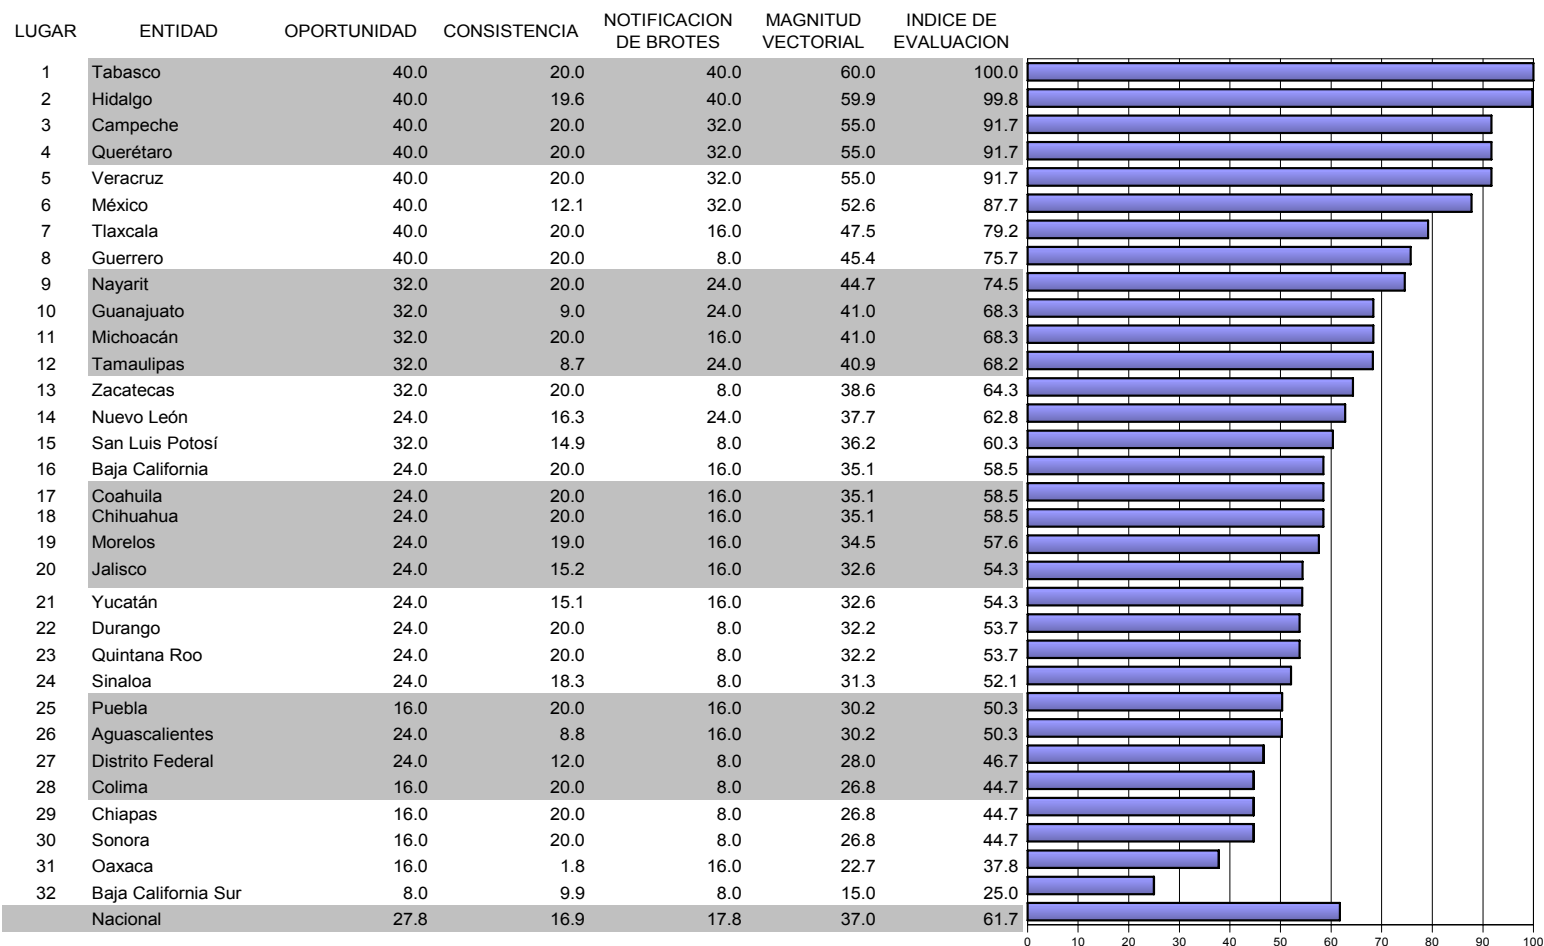 LUGAR ENTIDAD OPORTUNIDAD CONSISTENCIA NOTIFICACION DE BROTES MAGNITUD VECTORIAL INDICE DE EVALUACION
1 Tabasco 40.0 20.0 40.0 60.0 100.0
2 Hidalgo 40.0 19.6 40.0 59.9 99.8
3 Campeche 40.0 20.0 32.0 55.0 91.7
4 Querétaro 40.0 20.0 32.0 55.0 91.7
5 Veracruz 40.0 20.0 32.0 55.0 91.7
6 México 40.0 12.1 32.0 52.6 87.7
7 Tlaxcala 40.0 20.0 16.0 47.5 79.2
8 Guerrero 40.0 20.0 8.0 45.4 75.7
9 Nayarit 32.0 20.0 24.0 44.7 74.5
10 Guanajuato 32.0 9.0 24.0 41.0 68.3
11 Michoacán 32.0 20.0 16.0 41.0 68.3
12 Tamaulipas 32.0 8.7 24.0 40.9 68.2
13 Zacatecas 32.0 20.0 8.0 38.6 64.3
14 Nuevo León 24.0 16.3 24.0 37.7 62.8
15 San Luis Potosí 32.0 14.9 8.0 36.2 60.3
16 Baja California 24.0 20.0 16.0 35.1 58.5
17 Coahuila 24.0 20.0 16.0 35.1 58.5
18 Chihuahua 24.0 20.0 16.0 35.1 58.5
19 Morelos 24.0 19.0 16.0 34.5 57.6
20 Jalisco 24.0 15.2 16.0 32.6 54.3
21 Yucatán 24.0 15.1 16.0 32.6 54.3
22 Durango 24.0 20.0 8.0 32.2 53.7
23 Quintana Roo 24.0 20.0 8.0 32.2 53.7
24 Sinaloa 24.0 18.3 8.0 31.3 52.1
25 Puebla 16.0 20.0 16.0 30.2 50.3
26 Aguascalientes 24.0 8.8 16.0 30.2 50.3
27 Distrito Federal 24.0 12.0 8.0 28.0 46.7
28 Colima 16.0 20.0 8.0 26.8 44.7
29 Chiapas 16.0 20.0 8.0 26.8 44.7
30 Sonora 16.0 20.0 8.0 26.8 44.7
31 Oaxaca 16.0 1.8 16.0 22.7 37.8
32 Baja California Sur 8.0 9.9 8.0 15.0 25.0
Nacional 27.8 16.9 17.8 37.0 61.7
0 10 20 30 40 50 60 70 80 90 100